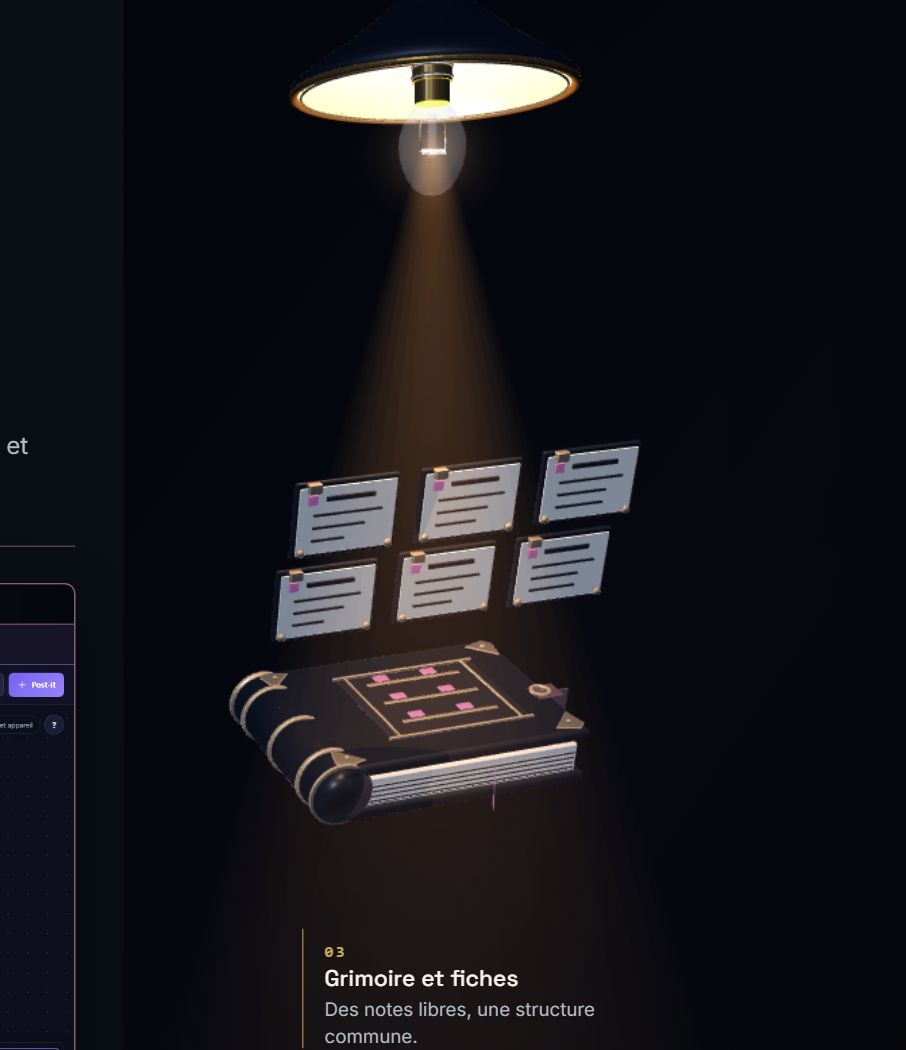 et
+ Post-it
et appareil
?
03
Grimoire et fiches
Des notes libres, une structure
commune.